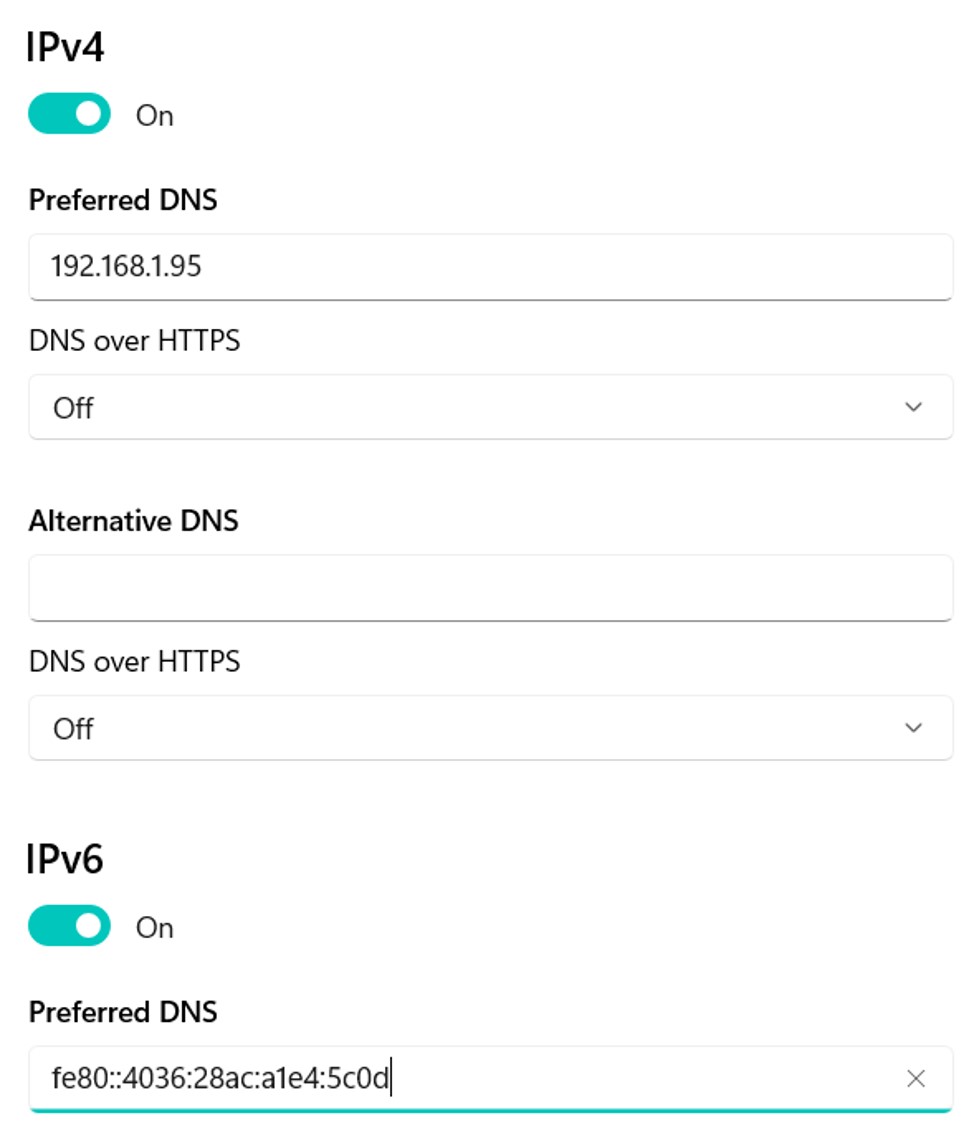 IPv4
On
Preferred DNS
192.168.1.95
DNS over HTTPS
Off
Alternative DNS
DNS over HTTPS
Off
IPv6
On
Preferred DNS
fe80::4036:28ac:a1e4:5c0d